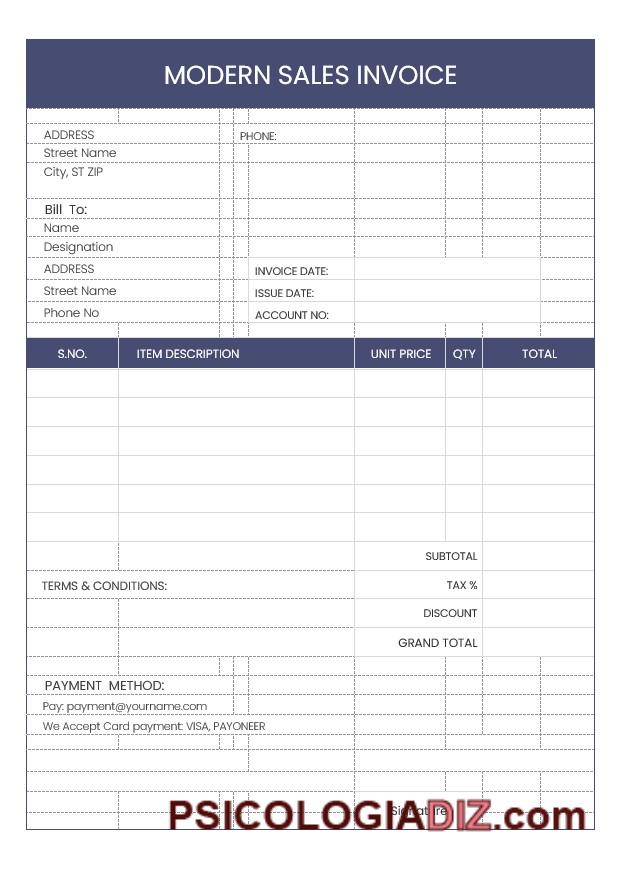 MODERN SALES INVOICE
ADDRESS PHONE:
Street Name
City, ST ZIP
Bill To:
Name
Designation
ADDRESS INVOICE DATE:
Street Name ISSUE DATE:
Phone No ACCOUNT NO:
S.NO. ITEM DESCRIPTION UNIT PRICE QTY TOTAL
SUBTOTAL
TERMS & CONDITIONS: TAX %
DISCOUNT
GRAND TOTAL
PAYMENT METHOD:
Pay: payment@yourname.com
We Accept Card payment: VISA, PAYONEER
Signature
PSICOLOGIADIZ.com